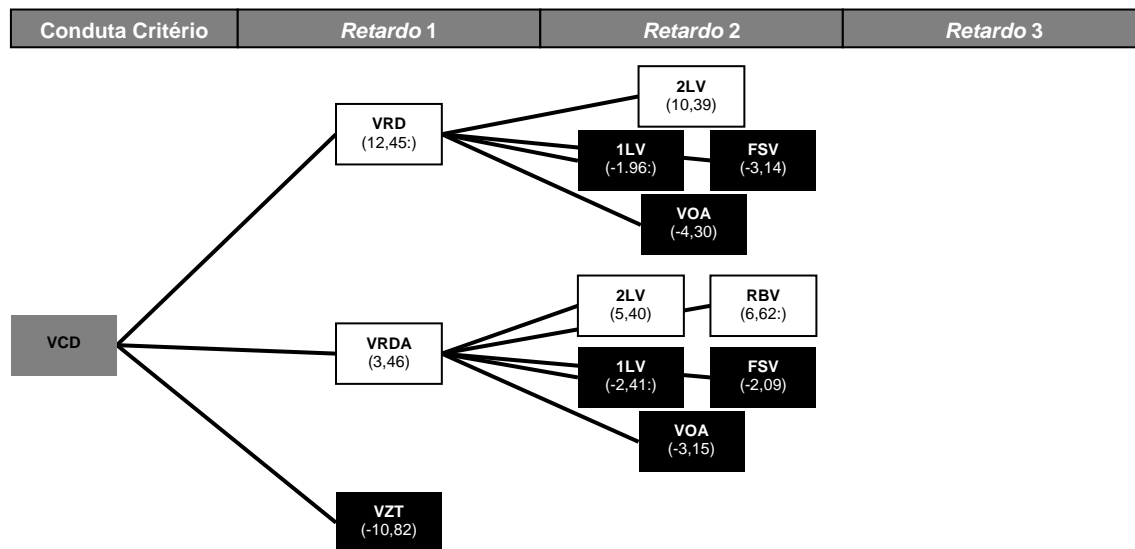 Conduta Critério Retardo 1 Retardo 2 Retardo 3
2LV
(10,39)
VRD
(12,45:)
1LV
(-1.96:)
FSV
(-3,14)
VOA
(-4,30)
2LV
(5,40)
RBV
(6,62:)
VCD
VRDA
(3,46)
1LV
(-2,41:)
FSV
(-2,09)
VOA
(-3,15)
VZT
(-10,82)